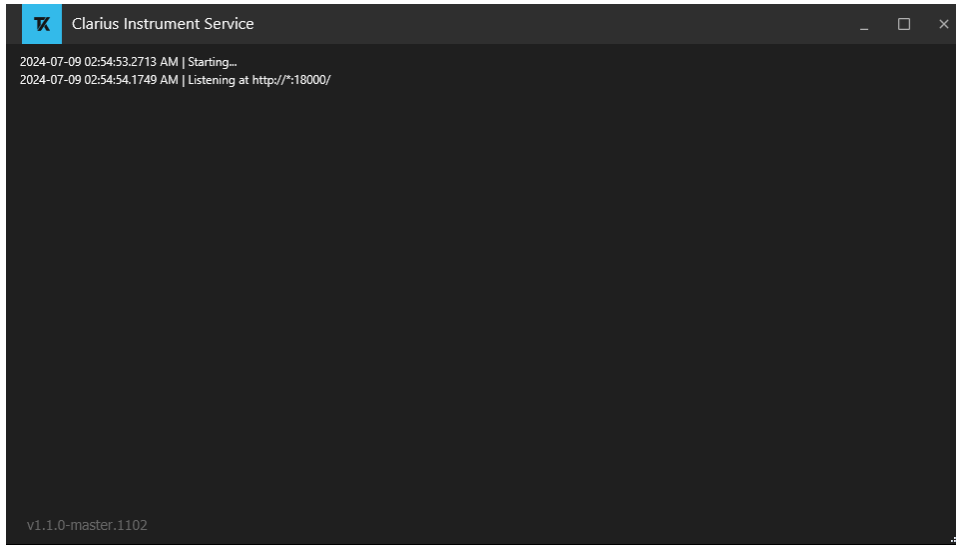 TK Clarius Instrument Service
2024-07-09 02:54:53.2713 AM | Starting...
2024-07-09 02:54:54.1749 AM | Listening at http://*:18000/
v1.1.0-master.1102